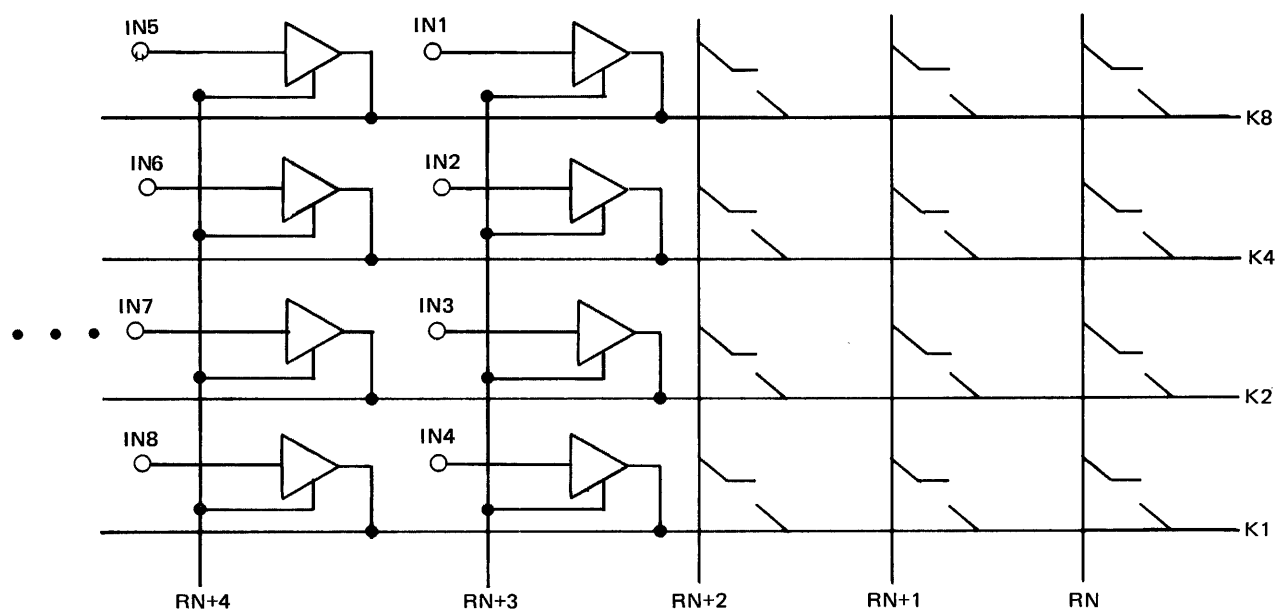 IN5
IN1
K8
IN6
IN2
K4
IN7
IN3
K2
IN8
IN4
K1
RN+4
RN+3
RN+2
RN+1
RN